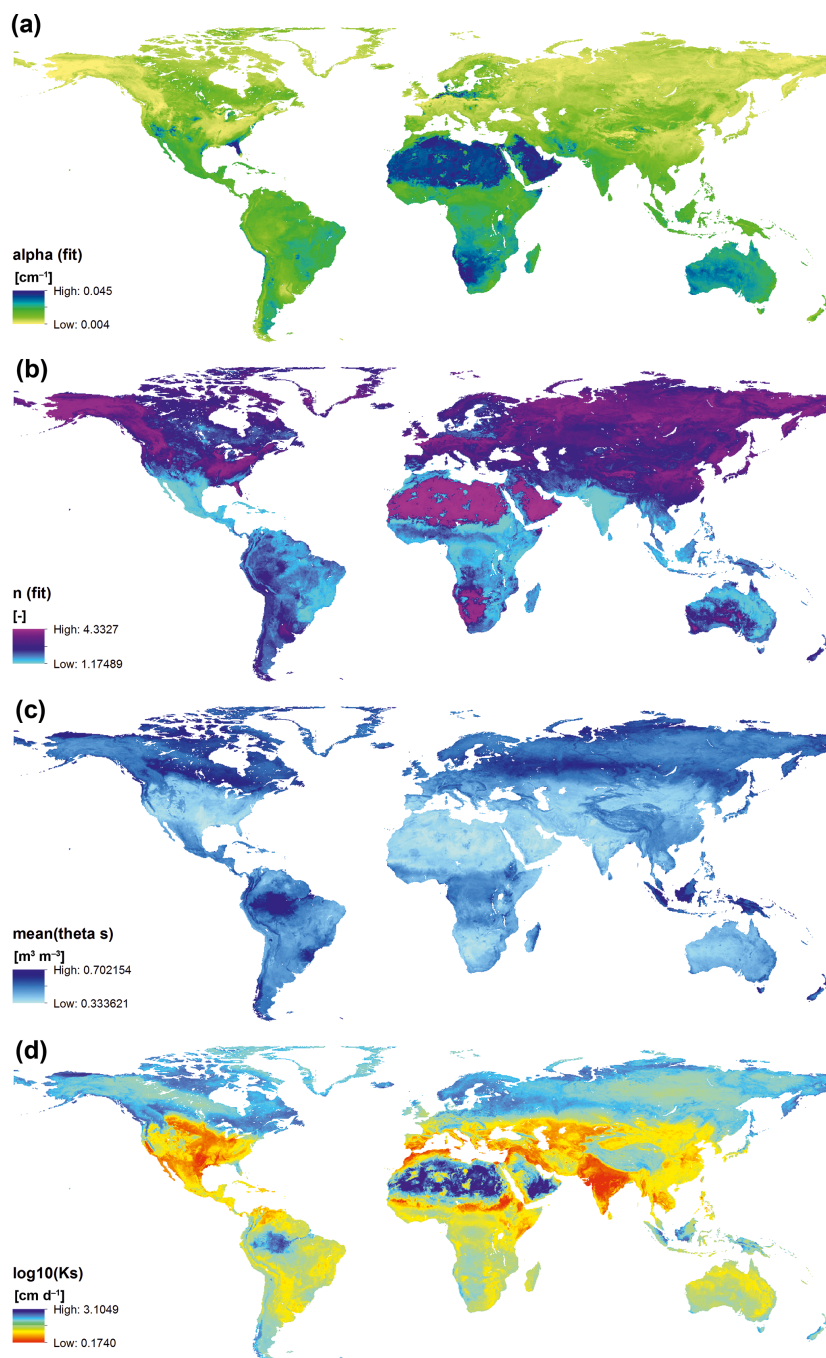 (a)
alpha (fit)
[cm⁻¹]
High: 0.045
Low: 0.004
(b)
n (fit)
[-]
High: 4.3327
Low: 1.17489
(c)
mean(theta s)
[m³ m⁻³]
High: 0.702154
Low: 0.333621
(d)
log10(Ks)
[cm d⁻¹]
High: 3.1049
Low: 0.1740